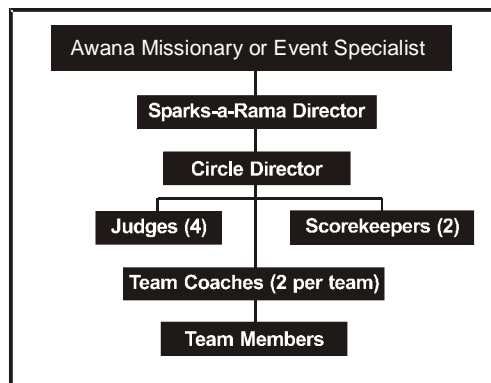 Awana Missionary or Event Specialist
Sparks-a-Rama Director
Circle Director
Judges (4)
Scorekeepers (2)
Team Coaches (2 per team)
Team Members